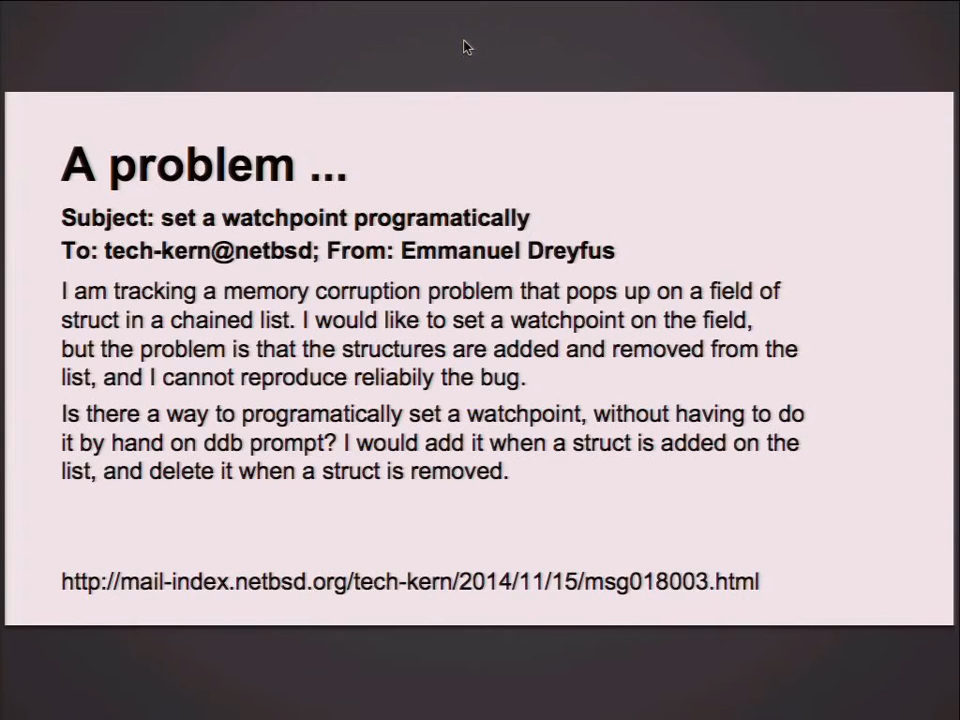 A problem ...
Subject: set a watchpoint programatically
To: tech-kern@netbsd; From: Emmanuel Dreyfus
I am tracking a memory corruption problem that pops up on a field of
struct in a chained list. I would like to set a watchpoint on the field,
but the problem is that the structures are added and removed from the
list, and I cannot reproduce reliabily the bug.
Is there a way to programatically set a watchpoint, without having to do
it by hand on ddb prompt? I would add it when a struct is added on the
list, and delete it when a struct is removed.
http://mail-index.netbsd.org/tech-kern/2014/11/15/msg018003.html